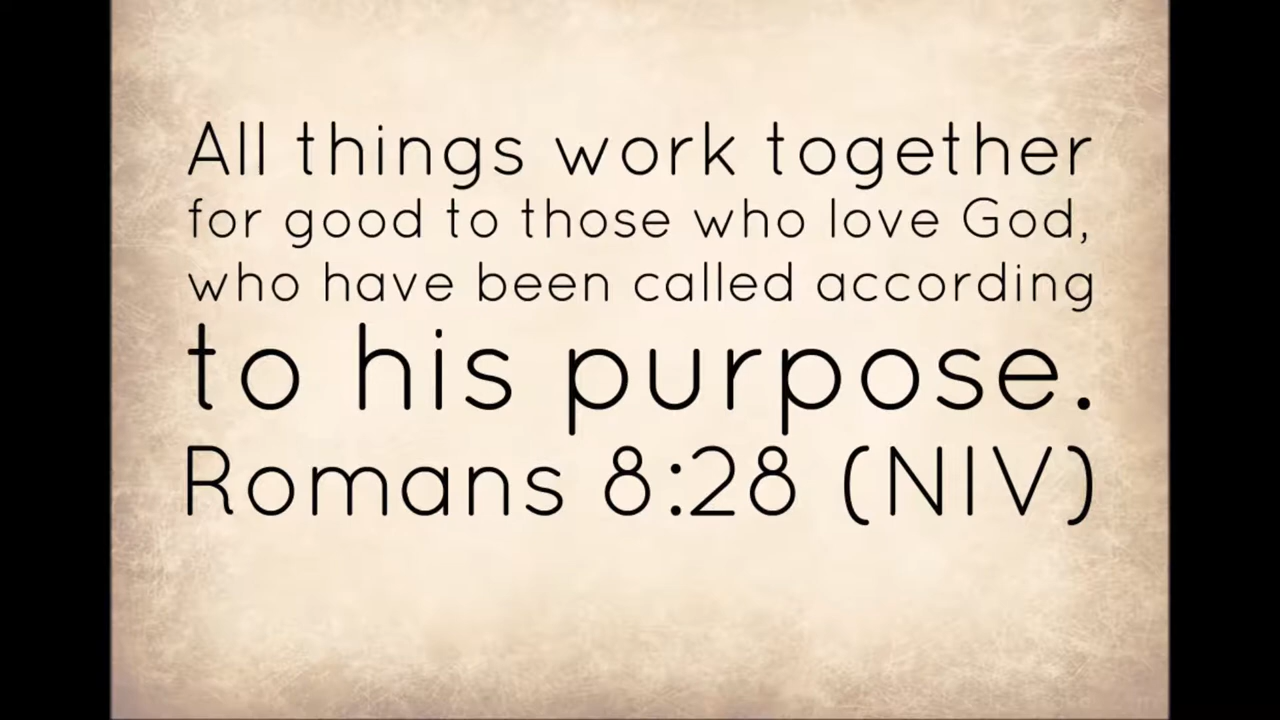 All things work together
for good to those who love God,
who have been called according
to his purpose.
Romans 8:28 (NIV)